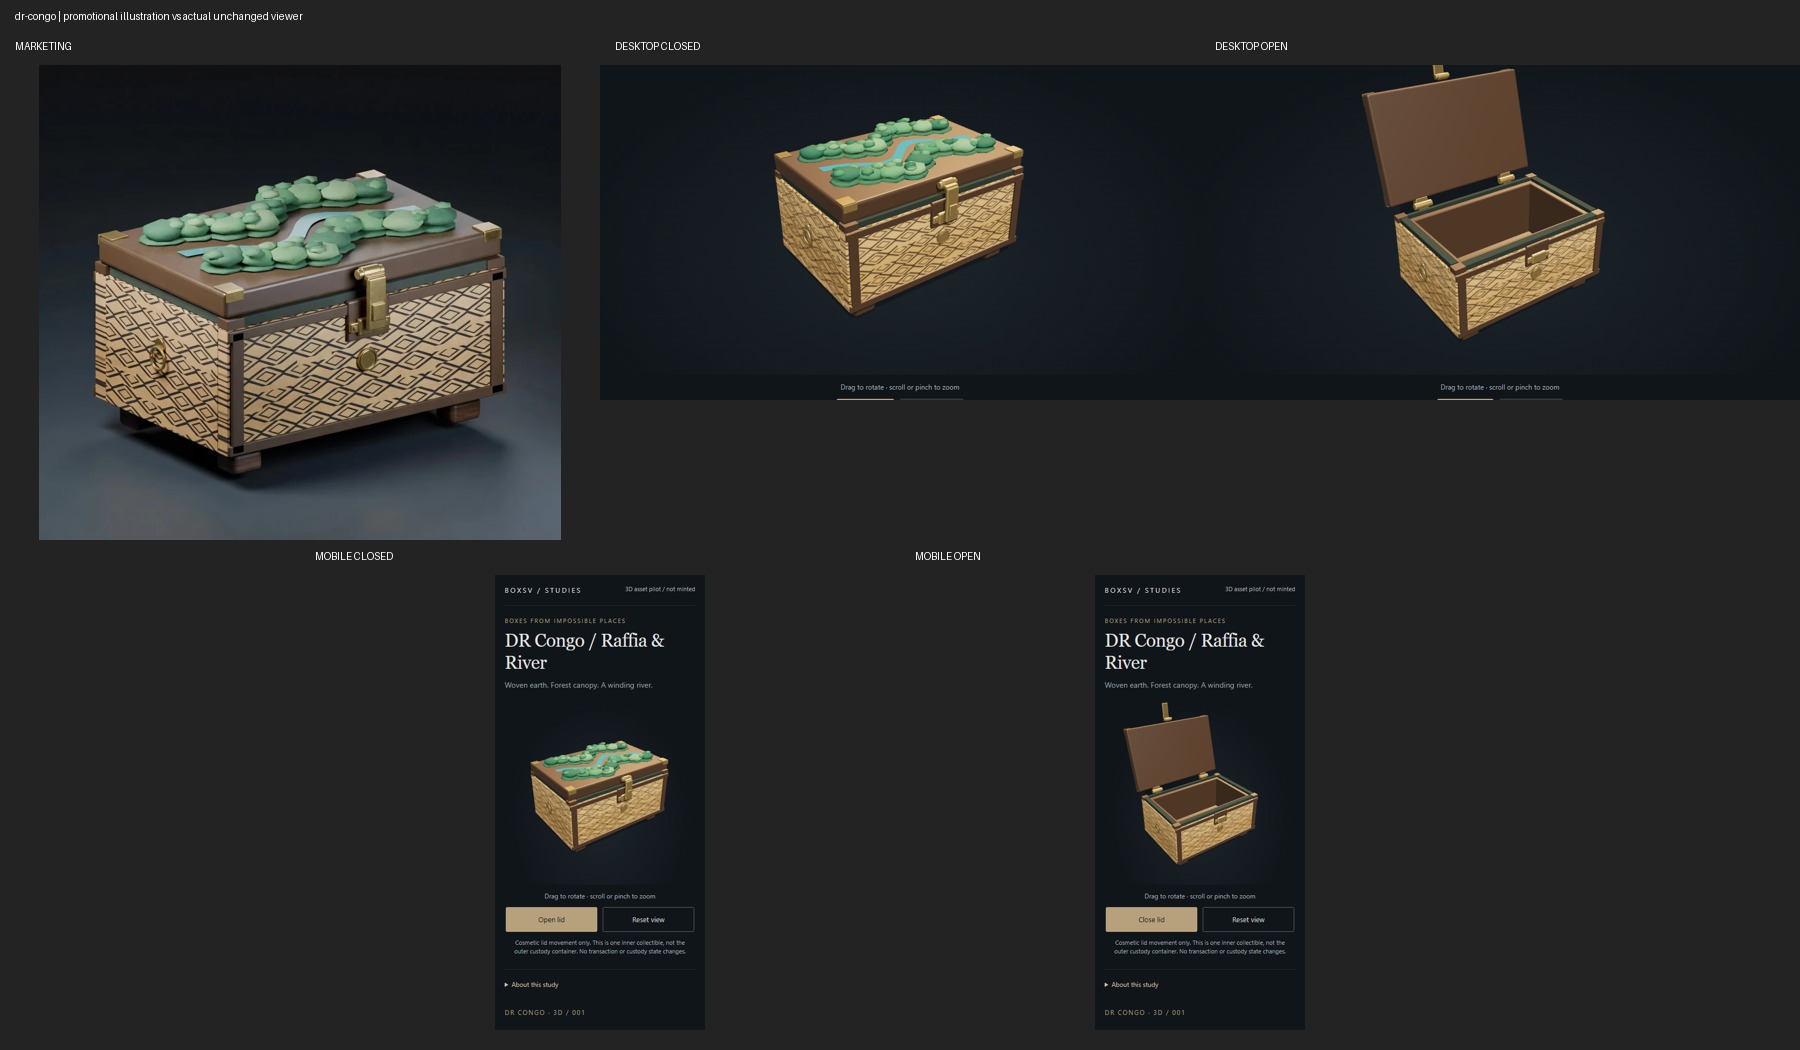 dr-congo | promotional illustration vs actual unchanged viewer
MARKETING
DESKTOP CLOSED
DESKTOP OPEN
Drag to rotate · scroll or pinch to zoom
Drag to rotate · scroll or pinch to zoom
MOBILE CLOSED
MOBILE OPEN
BOXSV / STUDIES
3D asset pilot / not minted
BOXES FROM IMPOSSIBLE PLACES
DR Congo / Raffia &
River
Woven earth. Forest canopy. A winding river.
Drag to rotate · scroll or pinch to zoom
Open lid
Reset view
Cosmetic lid movement only. This is one inner collectible, not the
outer custody container. No transaction or custody state changes.
About this study
DR CONGO · 3D / 001
BOXSV / STUDIES
3D asset pilot / not minted
BOXES FROM IMPOSSIBLE PLACES
DR Congo / Raffia &
River
Woven earth. Forest canopy. A winding river.
Drag to rotate · scroll or pinch to zoom
Close lid
Reset view
Cosmetic lid movement only. This is one inner collectible, not the
outer custody container. No transaction or custody state changes.
About this study
DR CONGO · 3D / 001